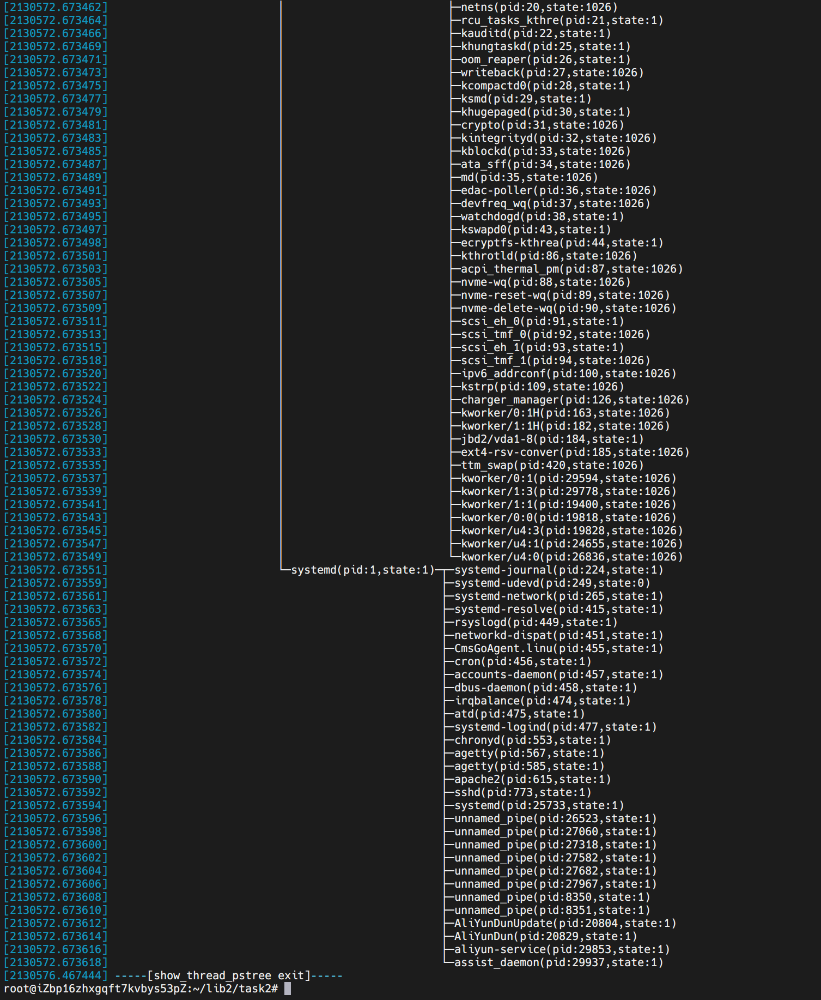 [2130572.673462] │ ├─netns(pid:20,state:1026)
[2130572.673464] │ ├─rcu_tasks_kthre(pid:21,state:1)
[2130572.673466] │ ├─kauditd(pid:22,state:1)
[2130572.673469] │ ├─khungtaskd(pid:25,state:1)
[2130572.673471] │ ├─oom_reaper(pid:26,state:1)
[2130572.673473] │ ├─writeback(pid:27,state:1026)
[2130572.673475] │ ├─kcompactd0(pid:28,state:1)
[2130572.673477] │ ├─ksmd(pid:29,state:1)
[2130572.673479] │ ├─khugepaged(pid:30,state:1)
[2130572.673481] │ ├─crypto(pid:31,state:1026)
[2130572.673483] │ ├─kintegrityd(pid:32,state:1026)
[2130572.673485] │ ├─kblockd(pid:33,state:1026)
[2130572.673487] │ ├─ata_sff(pid:34,state:1026)
[2130572.673489] │ ├─md(pid:35,state:1026)
[2130572.673491] │ ├─edac-poller(pid:36,state:1026)
[2130572.673493] │ ├─devfreq_wq(pid:37,state:1026)
[2130572.673495] │ ├─watchdogd(pid:38,state:1)
[2130572.673497] │ ├─kswapd0(pid:43,state:1)
[2130572.673498] │ ├─ecryptfs-kthrea(pid:44,state:1)
[2130572.673501] │ ├─kthrotld(pid:86,state:1026)
[2130572.673503] │ ├─acpi_thermal_pm(pid:87,state:1026)
[2130572.673505] │ ├─nvme-wq(pid:88,state:1026)
[2130572.673507] │ ├─nvme-reset-wq(pid:89,state:1026)
[2130572.673509] │ ├─nvme-delete-wq(pid:90,state:1026)
[2130572.673511] │ ├─scsi_eh_0(pid:91,state:1)
[2130572.673513] │ ├─scsi_tmf_0(pid:92,state:1026)
[2130572.673515] │ ├─scsi_eh_1(pid:93,state:1)
[2130572.673518] │ ├─scsi_tmf_1(pid:94,state:1026)
[2130572.673520] │ ├─ipv6_addrconf(pid:100,state:1026)
[2130572.673522] │ ├─kstrp(pid:109,state:1026)
[2130572.673524] │ ├─charger_manager(pid:126,state:1026)
[2130572.673526] │ ├─kworker/0:1H(pid:163,state:1026)
[2130572.673528] │ ├─kworker/1:1H(pid:182,state:1026)
[2130572.673530] │ ├─jbd2/vda1-8(pid:184,state:1)
[2130572.673533] │ ├─ext4-rsv-conver(pid:185,state:1026)
[2130572.673535] │ ├─ttm_swap(pid:420,state:1026)
[2130572.673537] │ ├─kworker/0:1(pid:29594,state:1026)
[2130572.673539] │ ├─kworker/1:3(pid:29778,state:1026)
[2130572.673541] │ ├─kworker/1:1(pid:19400,state:1026)
[2130572.673543] │ ├─kworker/0:0(pid:19818,state:1026)
[2130572.673545] │ ├─kworker/u4:3(pid:19828,state:1026)
[2130572.673547] │ ├─kworker/u4:1(pid:24655,state:1026)
[2130572.673549] │ └─kworker/u4:0(pid:26836,state:1026)
[2130572.673551] └─systemd(pid:1,state:1)─┬─systemd-journal(pid:224,state:1)
[2130572.673559] ├─systemd-udevd(pid:249,state:0)
[2130572.673561] ├─systemd-network(pid:265,state:1)
[2130572.673563] ├─systemd-resolve(pid:415,state:1)
[2130572.673565] ├─rsyslogd(pid:449,state:1)
[2130572.673568] ├─networkd-dispat(pid:451,state:1)
[2130572.673570] ├─CmsGoAgent.linu(pid:455,state:1)
[2130572.673572] ├─cron(pid:456,state:1)
[2130572.673574] ├─accounts-daemon(pid:457,state:1)
[2130572.673576] ├─dbus-daemon(pid:458,state:1)
[2130572.673578] ├─irqbalance(pid:474,state:1)
[2130572.673580] ├─atd(pid:475,state:1)
[2130572.673582] ├─systemd-logind(pid:477,state:1)
[2130572.673584] ├─chronyd(pid:553,state:1)
[2130572.673586] ├─agetty(pid:567,state:1)
[2130572.673588] ├─agetty(pid:585,state:1)
[2130572.673590] ├─apache2(pid:615,state:1)
[2130572.673592] ├─sshd(pid:773,state:1)
[2130572.673594] ├─systemd(pid:25733,state:1)
[2130572.673596] ├─unnamed_pipe(pid:26523,state:1)
[2130572.673598] ├─unnamed_pipe(pid:27060,state:1)
[2130572.673600] ├─unnamed_pipe(pid:27318,state:1)
[2130572.673602] ├─unnamed_pipe(pid:27582,state:1)
[2130572.673604] ├─unnamed_pipe(pid:27682,state:1)
[2130572.673606] ├─unnamed_pipe(pid:27967,state:1)
[2130572.673608] ├─unnamed_pipe(pid:8350,state:1)
[2130572.673610] ├─unnamed_pipe(pid:8351,state:1)
[2130572.673612] ├─AliYunDunUpdate(pid:20804,state:1)
[2130572.673614] ├─AliYunDun(pid:20829,state:1)
[2130572.673616] ├─aliyun-service(pid:29853,state:1)
[2130572.673618] └─assist_daemon(pid:29937,state:1)
[2130576.467444] -----[show_thread_pstree exit]-----
root@iZbp16zhxgqft7kvbys53pZ:~/lib2/task2#